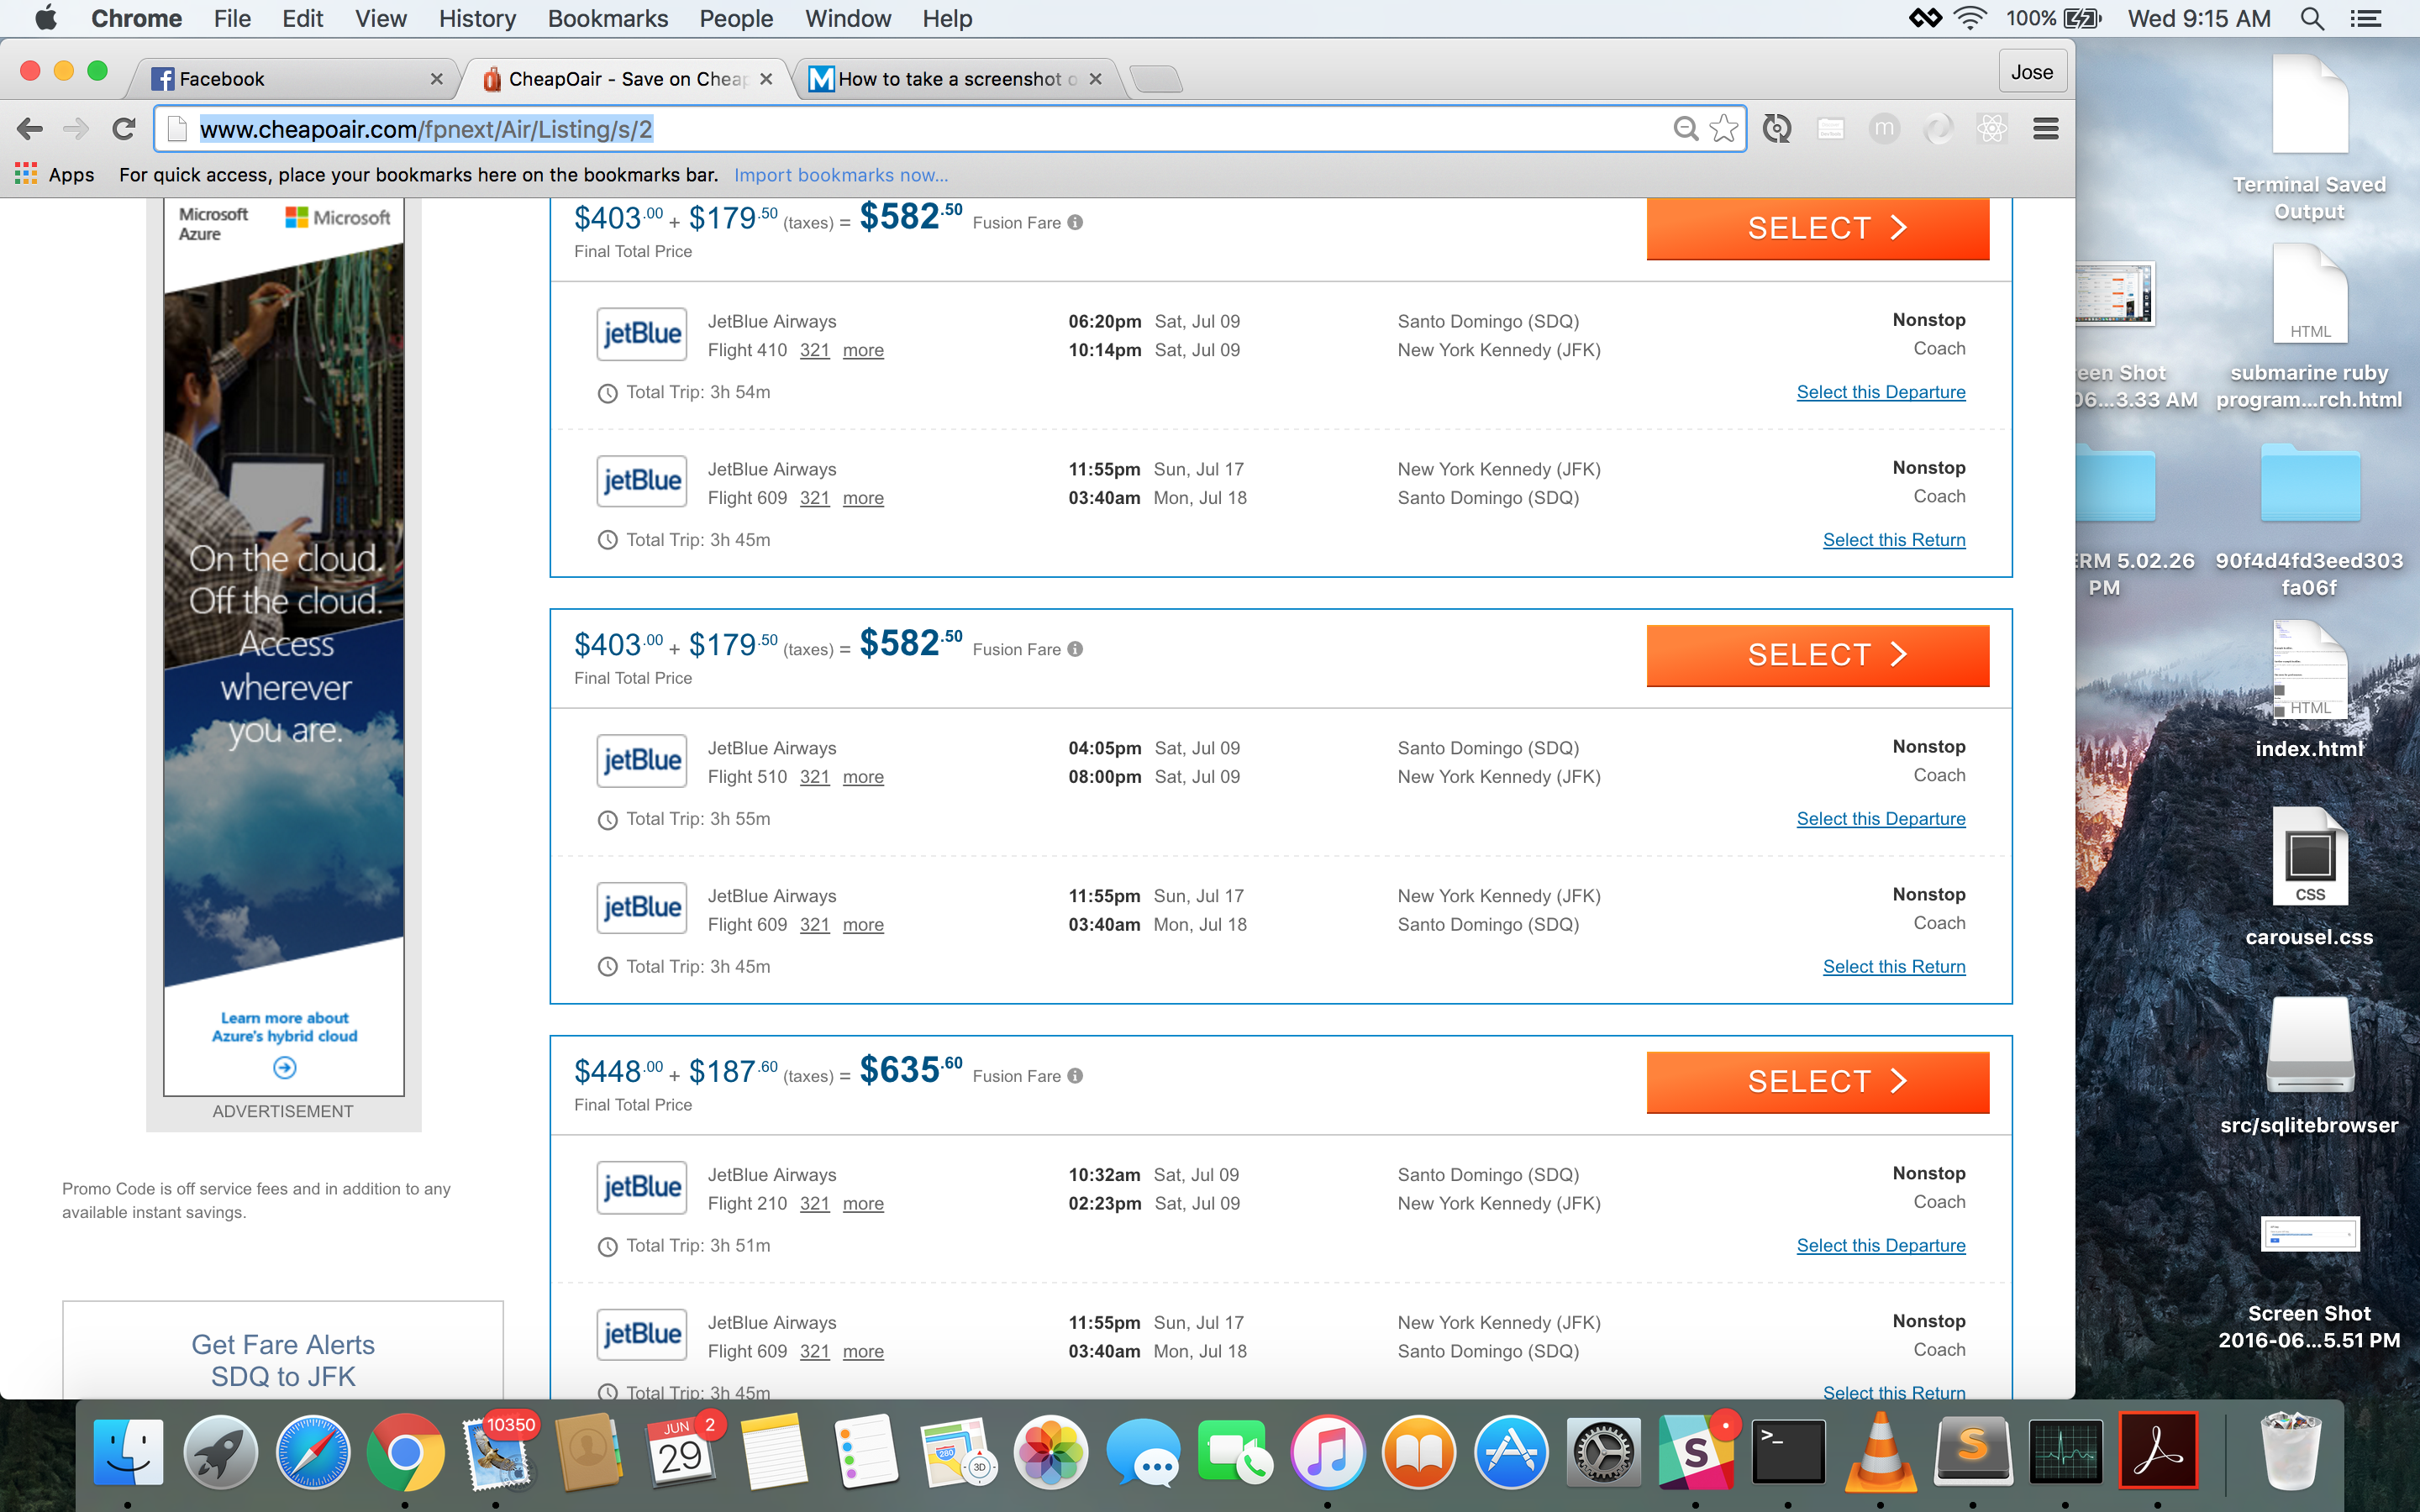 Chrome File Edit View History Bookmarks People Window Help
100% Wed 9:15 AM
Facebook
CheapOair - Save on Cheap
How to take a screenshot o
Jose
www.cheapoair.com/fpnext/Air/Listing/s/2
Apps For quick access, place your bookmarks here on the bookmarks bar. Import bookmarks now...
Microsoft
Azure
Microsoft
On the cloud.
Off the cloud.
Access
wherever
you are.
Learn more about
Azure's hybrid cloud
ADVERTISEMENT
Promo Code is off service fees and in addition to any
available instant savings.
Get Fare Alerts
SDQ to JFK
$403.00 + $179.50 (taxes) = $582.50 Fusion Fare
Final Total Price
SELECT
jetBlue
JetBlue Airways 06:20pm Sat, Jul 09 Santo Domingo (SDQ) Nonstop
Flight 410 321 more 10:14pm Sat, Jul 09 New York Kennedy (JFK) Coach
Total Trip: 3h 54m Select this Departure
jetBlue
JetBlue Airways 11:55pm Sun, Jul 17 New York Kennedy (JFK) Nonstop
Flight 609 321 more 03:40am Mon, Jul 18 Santo Domingo (SDQ) Coach
Total Trip: 3h 45m Select this Return
$403.00 + $179.50 (taxes) = $582.50 Fusion Fare
Final Total Price
SELECT
jetBlue
JetBlue Airways 04:05pm Sat, Jul 09 Santo Domingo (SDQ) Nonstop
Flight 510 321 more 08:00pm Sat, Jul 09 New York Kennedy (JFK) Coach
Total Trip: 3h 55m Select this Departure
jetBlue
JetBlue Airways 11:55pm Sun, Jul 17 New York Kennedy (JFK) Nonstop
Flight 609 321 more 03:40am Mon, Jul 18 Santo Domingo (SDQ) Coach
Total Trip: 3h 45m Select this Return
$448.00 + $187.60 (taxes) = $635.60 Fusion Fare
Final Total Price
SELECT
jetBlue
JetBlue Airways 10:32am Sat, Jul 09 Santo Domingo (SDQ) Nonstop
Flight 210 321 more 02:23pm Sat, Jul 09 New York Kennedy (JFK) Coach
Total Trip: 3h 51m Select this Departure
jetBlue
JetBlue Airways 11:55pm Sun, Jul 17 New York Kennedy (JFK) Nonstop
Flight 609 321 more 03:40am Mon, Jul 18 Santo Domingo (SDQ) Coach
Total Trip: 3h 45m Select this Return
Terminal Saved
Output
HTML
een Shot
06...3.33 AM
submarine ruby
program...rch.html
ERM 5.02.26
PM
90f4d4fd3eed303
fa06f
HTML
index.html
CSS
carousel.css
src/sqlitebrowser
Screen Shot
2016-06...5.51 PM
10350
JUN
29
2
280
3D